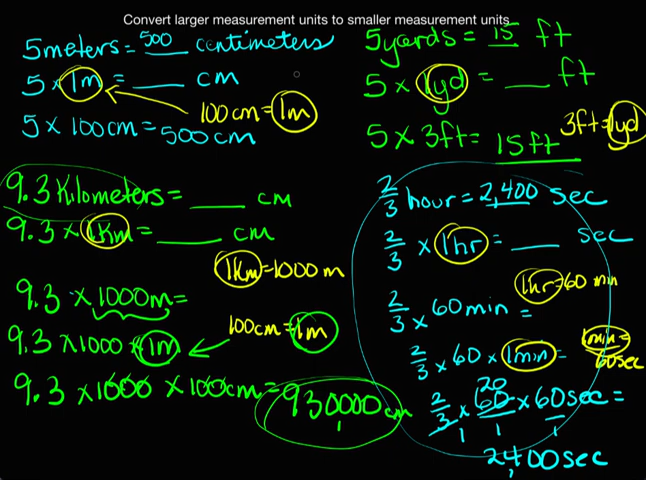 Convert larger measurement units to smaller measurement units
5 meters = 500 centimeters
5 x 1m = ___ cm
100cm = 1m
5 x 100cm = 500cm
5 yards = 15 ft
5 x 1yd = ___ ft
3ft = 1yd
5 x 3ft = 15ft
9.3 Kilometers = ___ cm
9.3 x 1Km = ___ cm
1Km = 1000m
9.3 x 1000m =
100cm = 1m
9.3 x 1000 x 1m
9.3 x 1000 x 100cm = 930000cm
2/3 hour = 2,400 sec
2/3 x 1hr = ___ sec
1hr = 60 min
2/3 x 60min =
1min = 60sec
2/3 x 60 x 1min =
20
2/3 x 60 x 60sec =
1 1 1
2,400sec